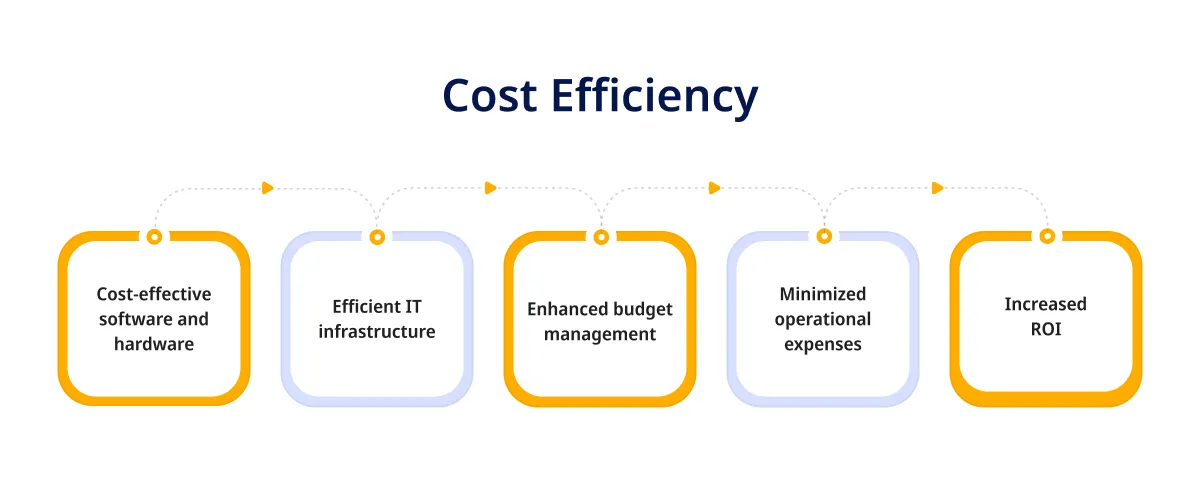 Cost Efficiency
Cost-effective
software and
hardware
Efficient IT
infrastructure
Enhanced budget
management
Minimized
operational
expenses
Increased
ROI